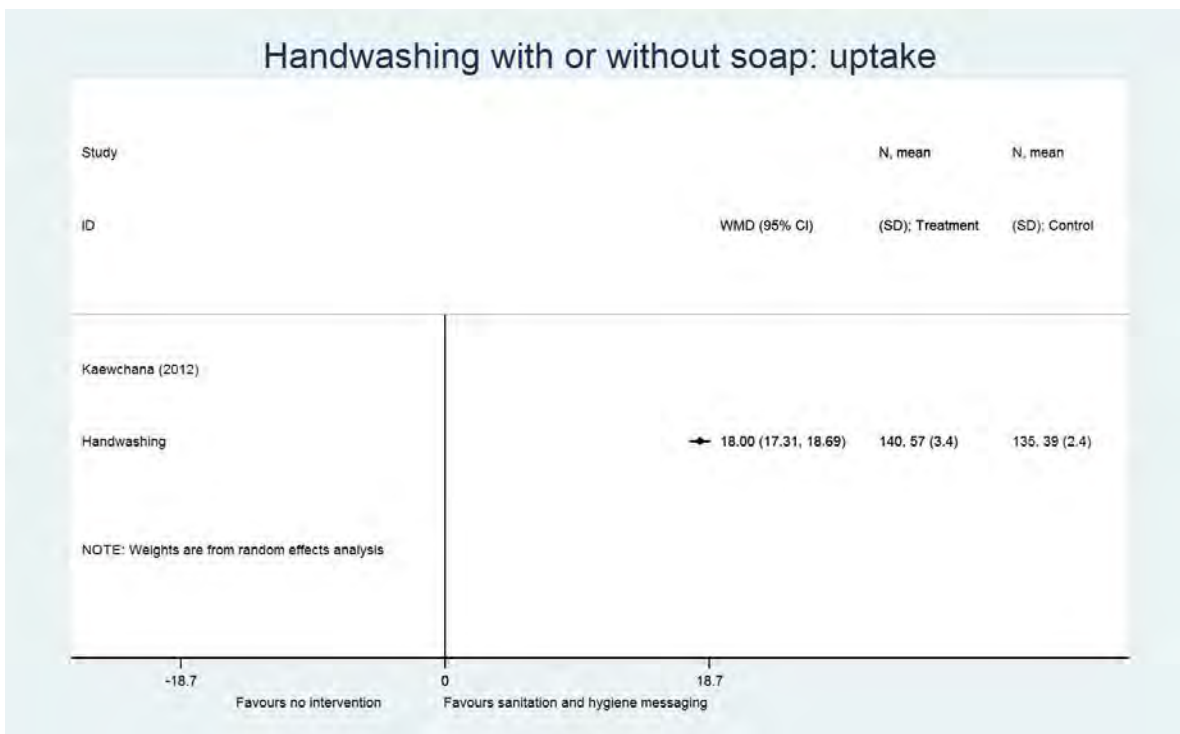 Handwashing with or without soap: uptake
Study N, mean N, mean
ID WMD (95% CI) (SD); Treatment (SD); Control
Kaewchana (2012)
Handwashing 18.00 (17.31, 18.69) 140, 57 (3.4) 135, 39 (2.4)
NOTE: Weights are from random effects analysis
-18.7 0 18.7
Favours no intervention Favours sanitation and hygiene messaging